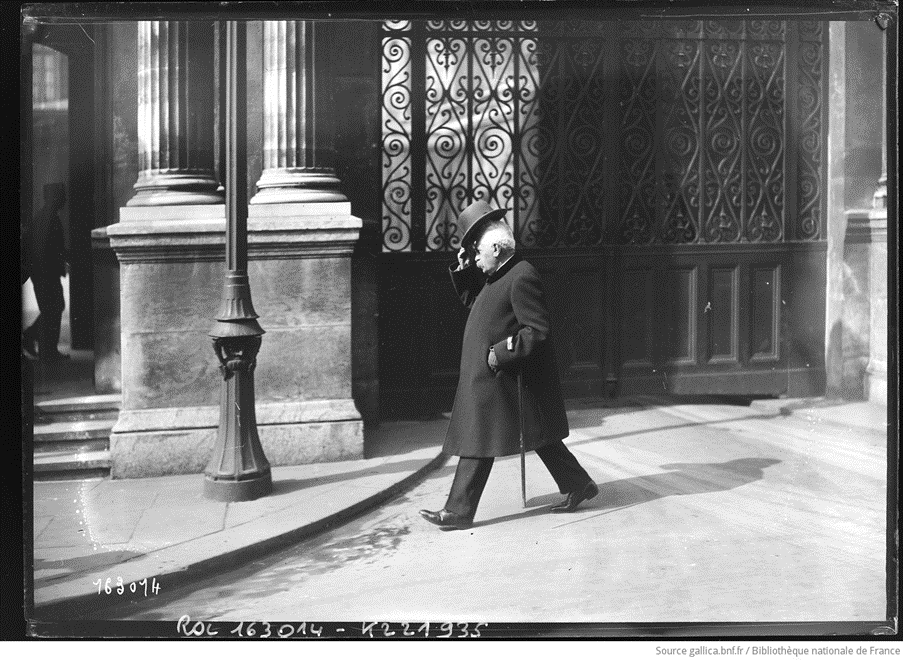 163014
ROL 163014 - K221935
Source gallica.bnf.fr / Bibliothèque nationale de France